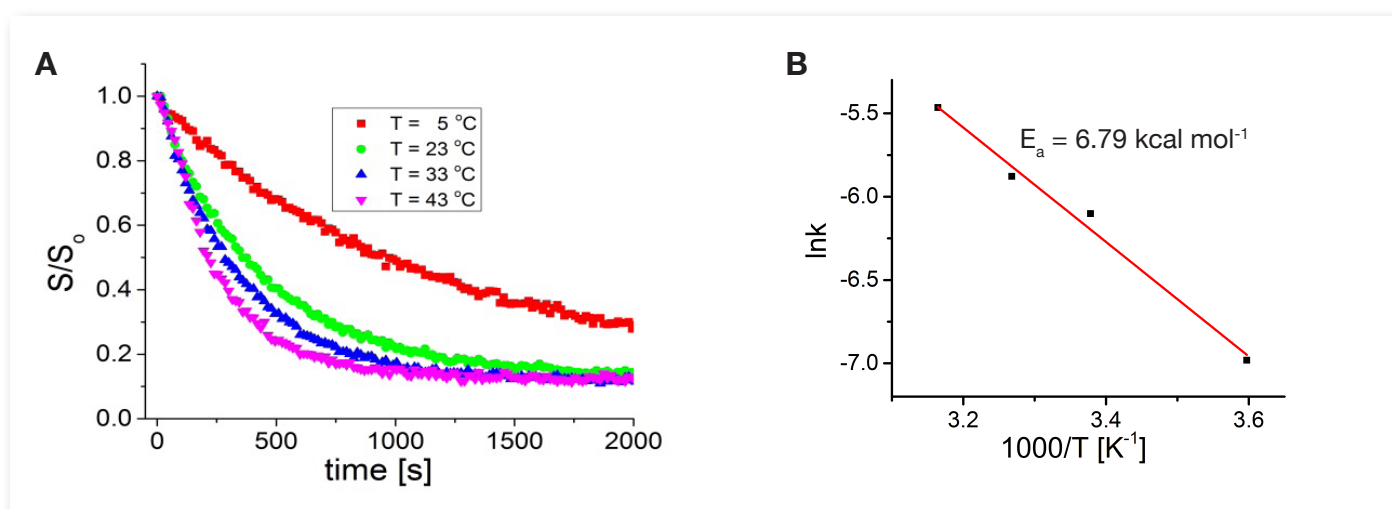 A
S/So
1.0
0.8
0.6
0.4
0.2
0.0
T = 5 °C
T = 23 °C
T = 33 °C
T = 43 °C
0 500 1000 1500 2000
time [s]
B
lnk
-5.5
-6.0
-6.5
-7.0
Ea = 6.79 kcal mol-1
3.2 3.4 3.6
1000/T [K-1]